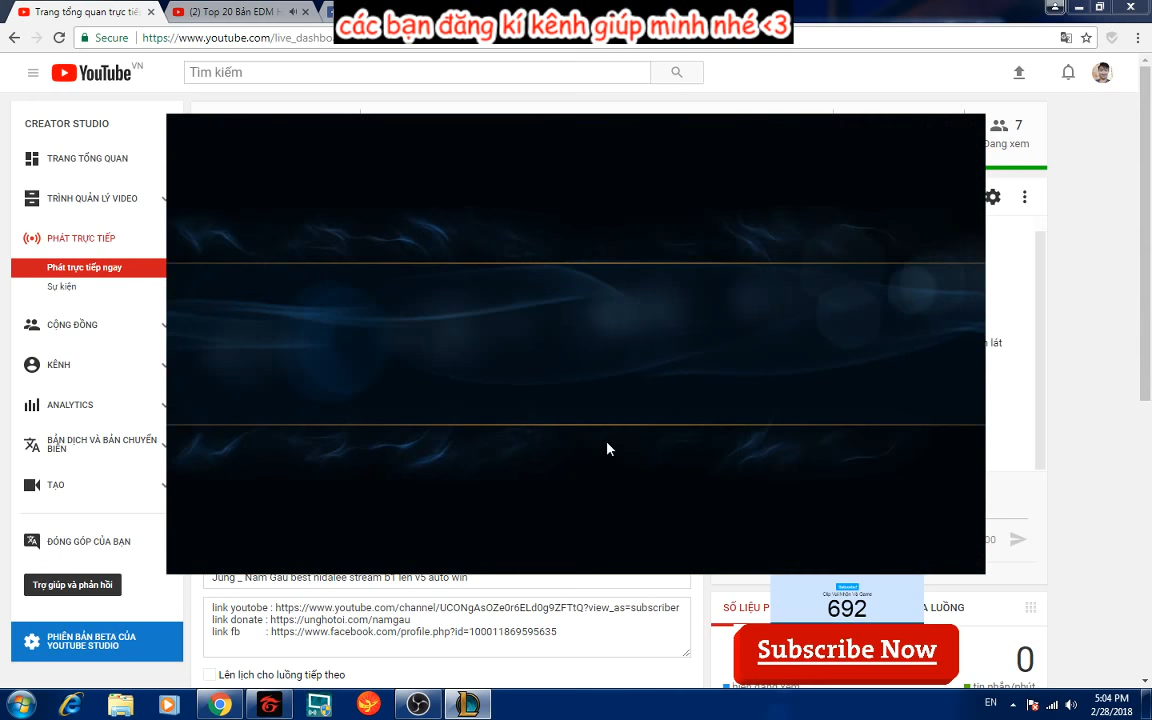 Trang tổng quan trực tiế
(2) Top 20 Bản EDM H
các bạn đăng kí kênh giúp mình nhé <3
Secure
https://www.youtube.com/live_dashbo
YouTube VN
Tìm kiếm
CREATOR STUDIO
7
Đang xem
TRANG TỔNG QUAN
TRÌNH QUẢN LÝ VIDEO
PHÁT TRỰC TIẾP
Phát trực tiếp ngay
Sự kiện
CỘNG ĐỒNG
lát
KÊNH
ANALYTICS
BẢN DỊCH VÀ BẢN CHUYỂN
BIÊN
TẠO
ĐÓNG GÓP CỦA BẠN
00
Trợ giúp và phản hồi
Jung _ Nam Gấu best nidalee stream b1 lên v5 auto win
link youtobe : https://www.youtube.com/channel/UCONgAsOZe0r6ELd0g9ZFTtQ?view_as=subscriber
link donate : https://unghotoi.com/namgau
link fb : https://www.facebook.com/profile.php?id=100011869595635
SỐ LIỆU P
A LUỒNG
692
PHIÊN BẢN BETA CỦA
YOUTUBE STUDIO
Subscribe Now
0
Lên lịch cho luồng tiếp theo
tin nhắn/phút
EN
5:04 PM
2/28/2018